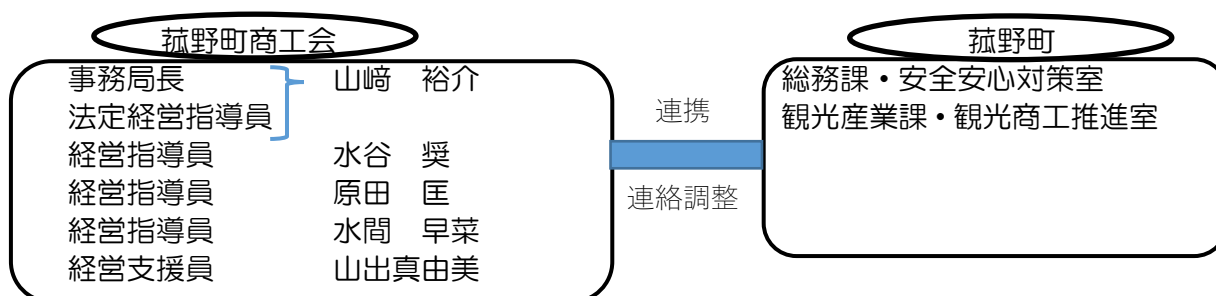 菰野町商工会
事務局長 山﨑 裕介
法定経営指導員
経営指導員 水谷 奨
経営指導員 原田 匡
経営指導員 水間 早菜
経営支援員 山出真由美
連携
連絡調整
菰野町
総務課・安全安心対策室
観光産業課・観光商工推進室